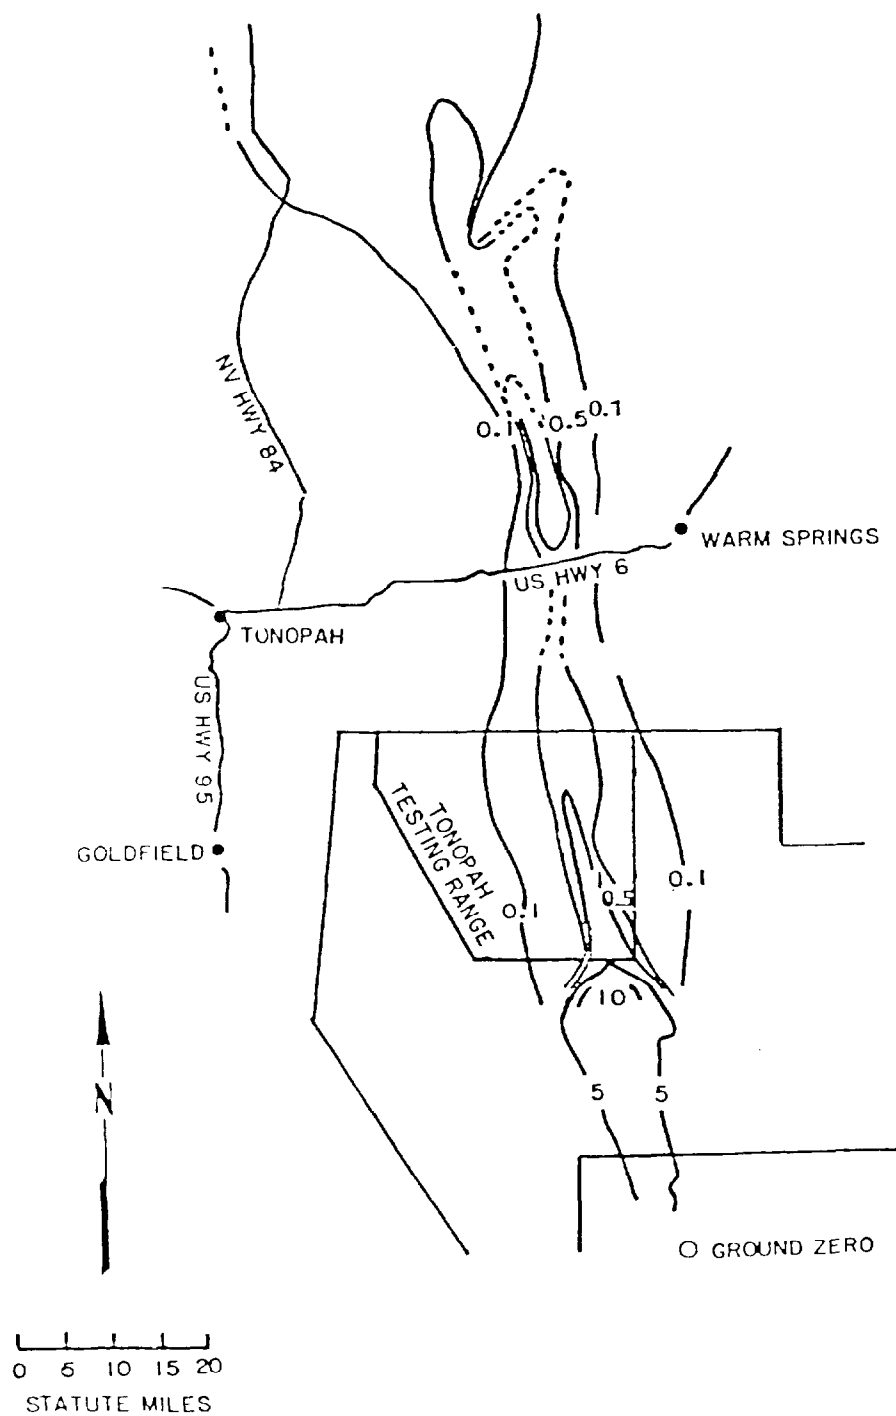 NV HWY 84
0.1
0.5
0.1
WARM SPRINGS
US HWY 6
TONOPAH
US HWY 95
TONOPAH
TESTING RANGE
GOLDFIELD
0.1
0.5
0.1
10
N
5
5
GROUND ZERO
0 5 10 15 20
STATUTE MILES